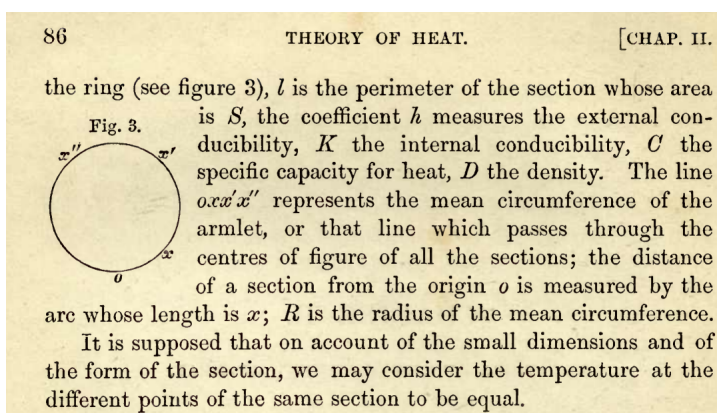 86 THEORY OF HEAT. [CHAP. II.
the ring (see figure 3), l is the perimeter of the section whose area
is S, the coefficient h measures the external con-
Fig. 3.
ducibility, K the internal conducibility, C the
x″ x′
specific capacity for heat, D the density. The line
oxx′x″ represents the mean circumference of the
armlet, or that line which passes through the
x
centres of figure of all the sections; the distance
o
of a section from the origin o is measured by the
arc whose length is x; R is the radius of the mean circumference.
It is supposed that on account of the small dimensions and of
the form of the section, we may consider the temperature at the
different points of the same section to be equal.